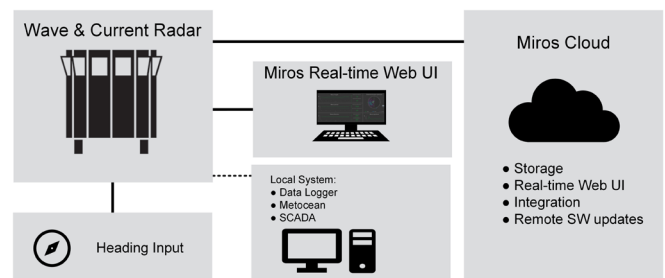 Wave & Current Radar
Miros Real-time Web UI
Miros Cloud
● Storage
● Real-time Web UI
● Integration
● Remote SW updates
Local System:
● Data Logger
● Metocean
● SCADA
Heading Input